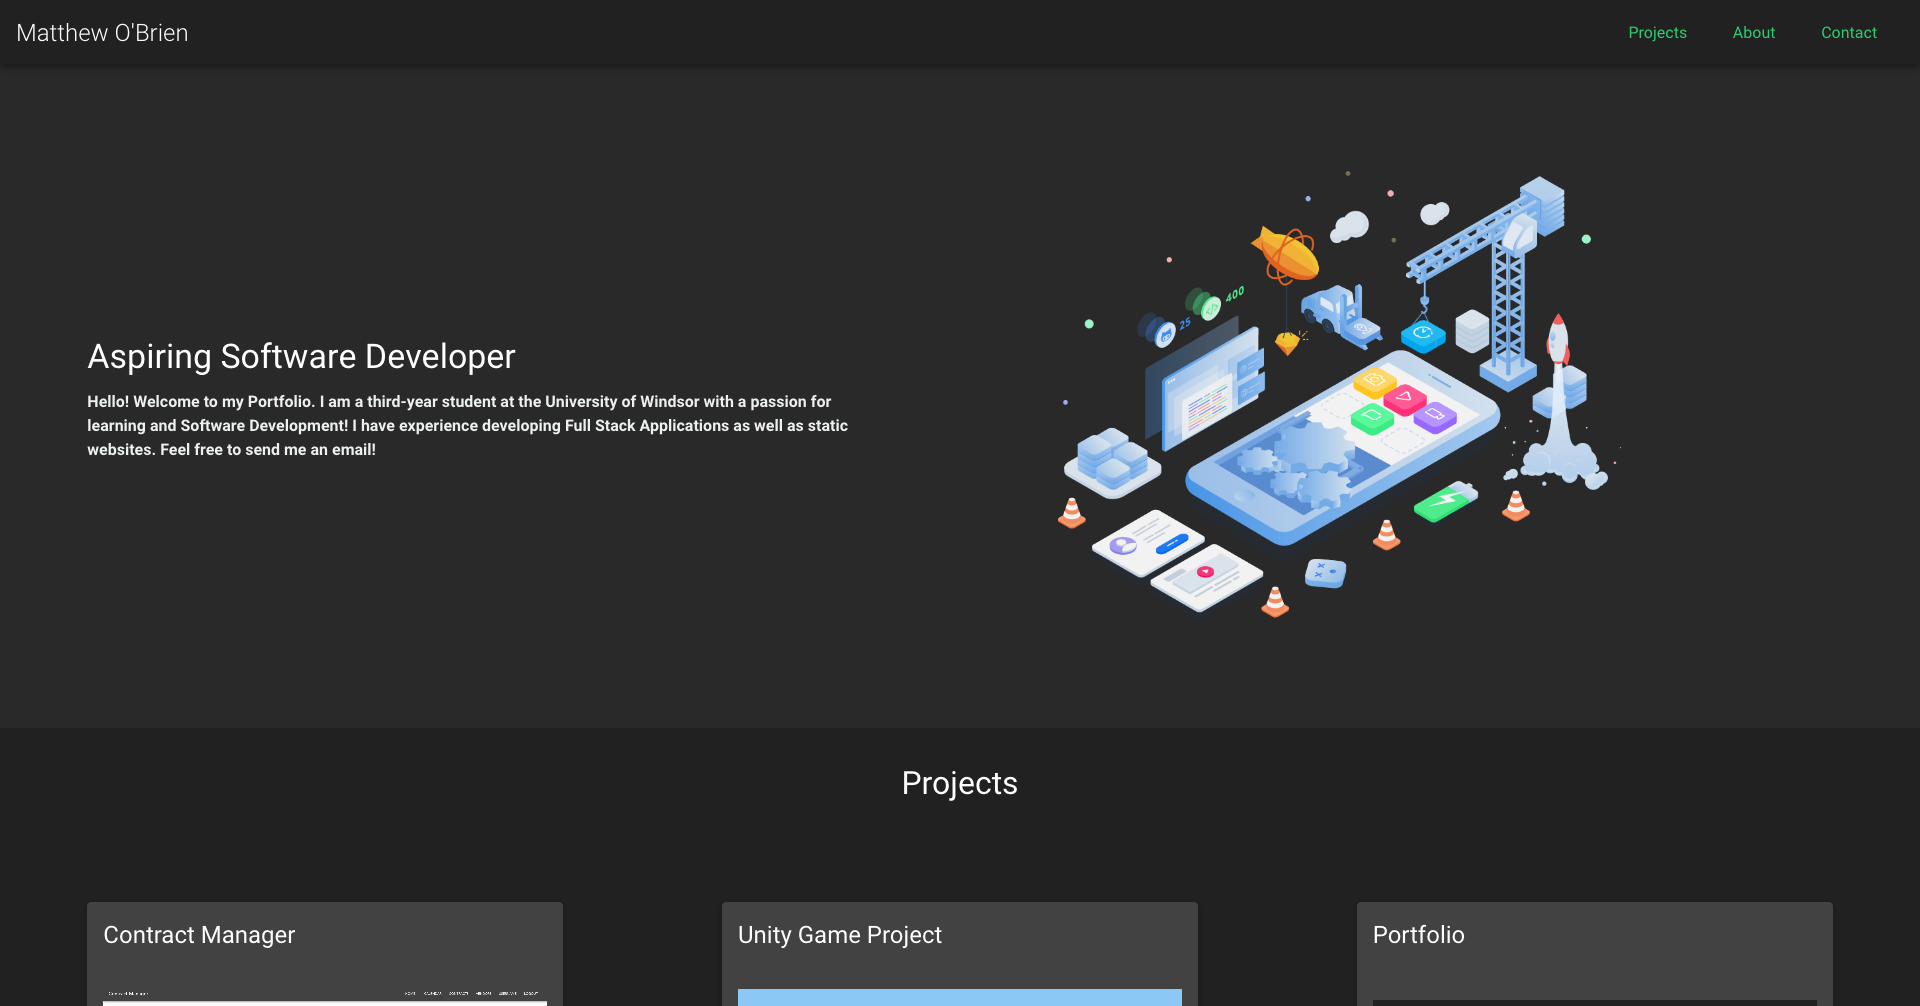 Matthew O'Brien
Projects
About
Contact
400
25
Aspiring Software Developer
Hello! Welcome to my Portfolio. I am a third-year student at the University of Windsor with a passion for
learning and Software Development! I have experience developing Full Stack Applications as well as static
websites. Feel free to send me an email!
Projects
Contract Manager
Unity Game Project
Portfolio